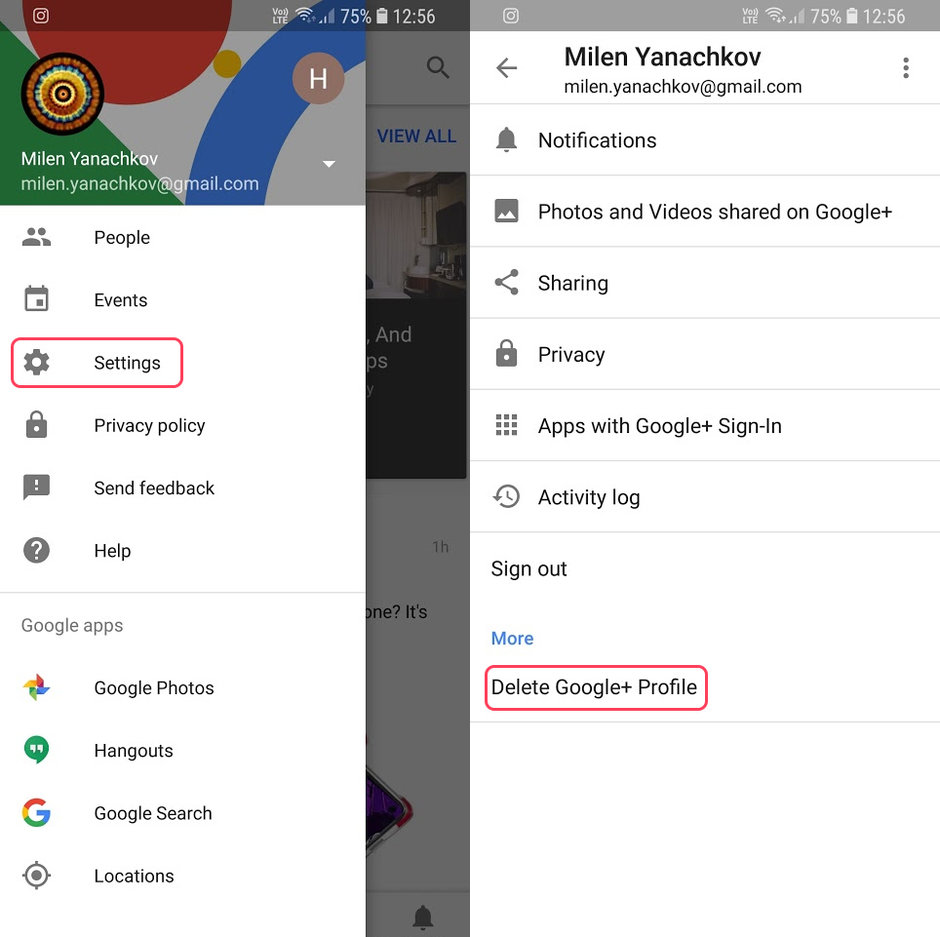 Vo)) LTE 75% 12:56
H
Milen Yanachkov
milen.yanachkov@gmail.com
People
Events
Settings
Privacy policy
Send feedback
Help
Google apps
Google Photos
Hangouts
Google Search
Locations
VIEW ALL
, And
ps
y
1h
one? It's
Vo)) LTE 75% 12:56
Milen Yanachkov
milen.yanachkov@gmail.com
Notifications
Photos and Videos shared on Google+
Sharing
Privacy
Apps with Google+ Sign-In
Activity log
Sign out
More
Delete Google+ Profile